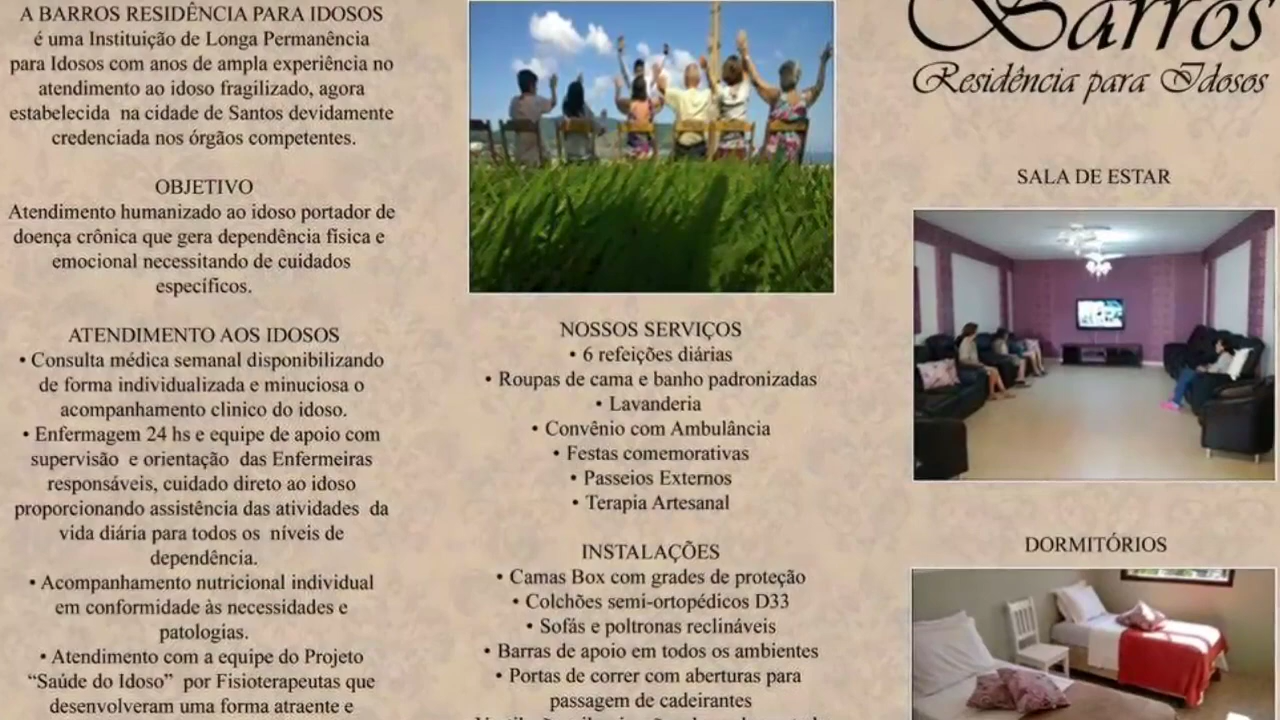 A BARROS RESIDÊNCIA PARA IDOSOS
é uma Instituição de Longa Permanência
para Idosos com anos de ampla experiência no
atendimento ao idoso fragilizado, agora
estabelecida na cidade de Santos devidamente
credenciada nos órgãos competentes.
OBJETIVO
Atendimento humanizado ao idoso portador de
doença crônica que gera dependência física e
emocional necessitando de cuidados
específicos.
ATENDIMENTO AOS IDOSOS
• Consulta médica semanal disponibilizando
de forma individualizada e minuciosa o
acompanhamento clinico do idoso.
• Enfermagem 24 hs e equipe de apoio com
supervisão e orientação das Enfermeiras
responsáveis, cuidado direto ao idoso
proporcionando assistência das atividades da
vida diária para todos os níveis de
dependência.
• Acompanhamento nutricional individual
em conformidade às necessidades e
patologias.
• Atendimento com a equipe do Projeto
“Saúde do Idoso” por Fisioterapeutas que
desenvolveram uma forma atraente e
NOSSOS SERVIÇOS
• 6 refeições diárias
• Roupas de cama e banho padronizadas
• Lavanderia
• Convênio com Ambulância
• Festas comemorativas
• Passeios Externos
• Terapia Artesanal
INSTALAÇÕES
• Camas Box com grades de proteção
• Colchões semi-ortopédicos D33
• Sofás e poltronas reclináveis
• Barras de apoio em todos os ambientes
• Portas de correr com aberturas para
passagem de cadeirantes
Barros
Residência para Idosos
SALA DE ESTAR
DORMITÓRIOS